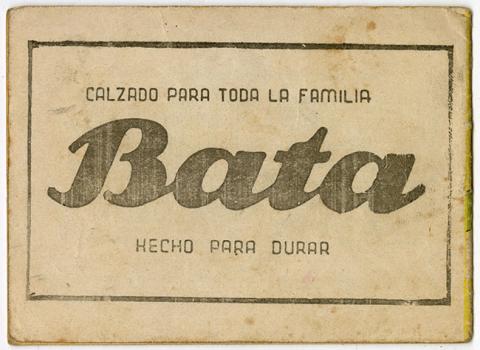 CALZADO PARA TODA LA FAMILIA
Bata
HECHO PARA DURAR